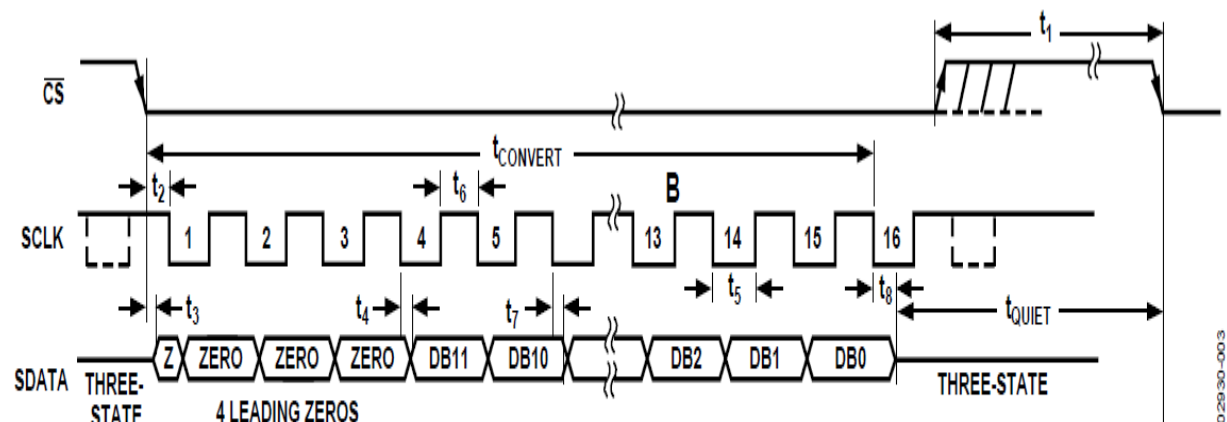 t1
CS
tCONVERT
t2 t6 B
SCLK 1 2 3 4 5 13 14 15 16
t3 t4 t7 t5 t8 tQUIET
SDATA Z ZERO ZERO ZERO DB11 DB10 DB2 DB1 DB0
THREE-STATE 4 LEADING ZEROS THREE-STATE
02930-003